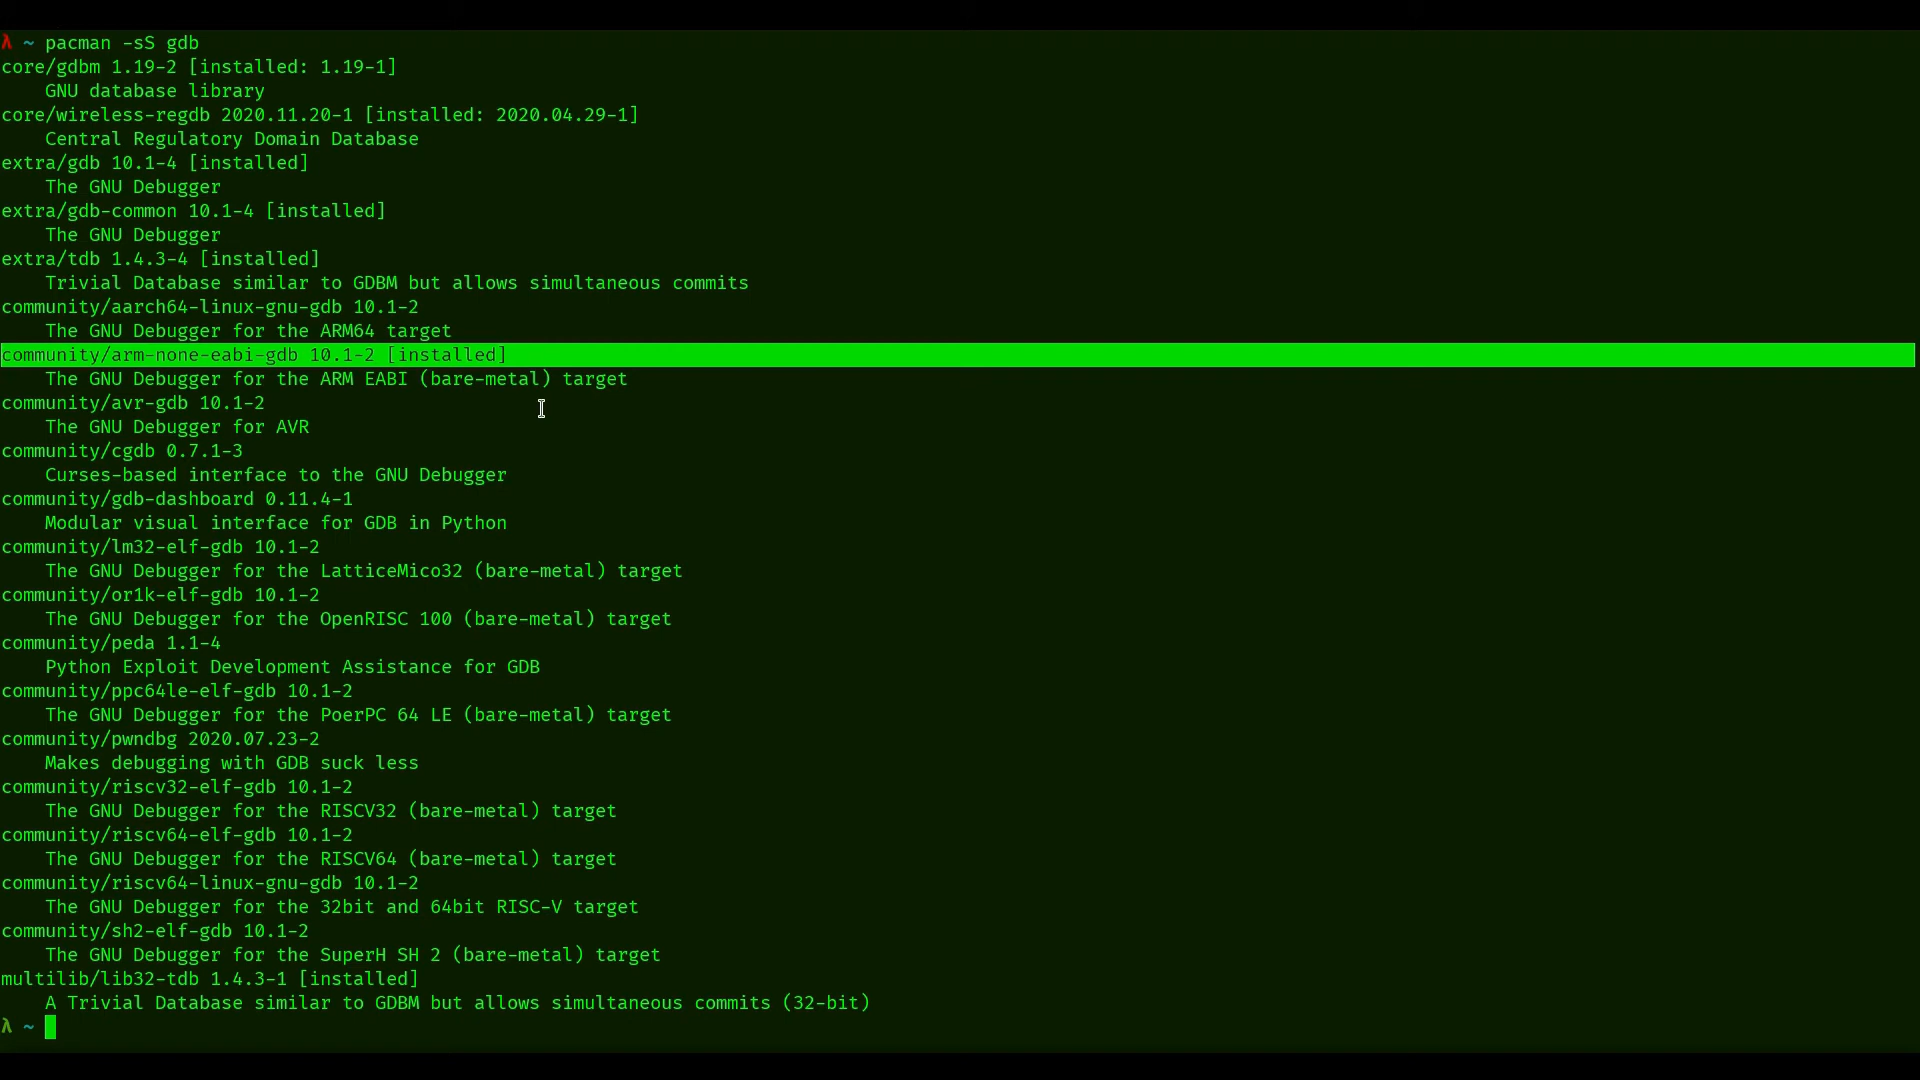 λ ~ pacman -sS gdb
core/gdbm 1.19-2 [installed: 1.19-1]
    GNU database library
core/wireless-regdb 2020.11.20-1 [installed: 2020.04.29-1]
    Central Regulatory Domain Database
extra/gdb 10.1-4 [installed]
    The GNU Debugger
extra/gdb-common 10.1-4 [installed]
    The GNU Debugger
extra/tdb 1.4.3-4 [installed]
    Trivial Database similar to GDBM but allows simultaneous commits
community/aarch64-linux-gnu-gdb 10.1-2
    The GNU Debugger for the ARM64 target
community/arm-none-eabi-gdb 10.1-2 [installed]
    The GNU Debugger for the ARM EABI (bare-metal) target
community/avr-gdb 10.1-2
    The GNU Debugger for AVR
community/cgdb 0.7.1-3
    Curses-based interface to the GNU Debugger
community/gdb-dashboard 0.11.4-1
    Modular visual interface for GDB in Python
community/lm32-elf-gdb 10.1-2
    The GNU Debugger for the LatticeMico32 (bare-metal) target
community/or1k-elf-gdb 10.1-2
    The GNU Debugger for the OpenRISC 100 (bare-metal) target
community/peda 1.1-4
    Python Exploit Development Assistance for GDB
community/ppc64le-elf-gdb 10.1-2
    The GNU Debugger for the PoerPC 64 LE (bare-metal) target
community/pwndbg 2020.07.23-2
    Makes debugging with GDB suck less
community/riscv32-elf-gdb 10.1-2
    The GNU Debugger for the RISCV32 (bare-metal) target
community/riscv64-elf-gdb 10.1-2
    The GNU Debugger for the RISCV64 (bare-metal) target
community/riscv64-linux-gnu-gdb 10.1-2
    The GNU Debugger for the 32bit and 64bit RISC-V target
community/sh2-elf-gdb 10.1-2
    The GNU Debugger for the SuperH SH 2 (bare-metal) target
multilib/lib32-tdb 1.4.3-1 [installed]
    A Trivial Database similar to GDBM but allows simultaneous commits (32-bit)
λ ~